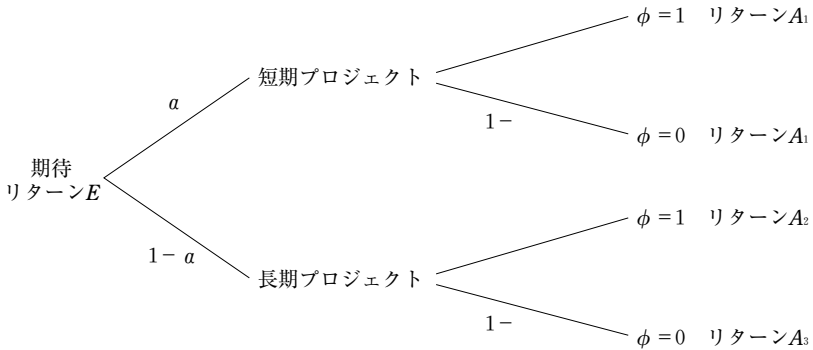 φ=1 リターンA₁
短期プロジェクト
α
1−
φ=0 リターンA₁
期待
リターンE
φ=1 リターンA₂
1− α
長期プロジェクト
1−
φ=0 リターンA₃